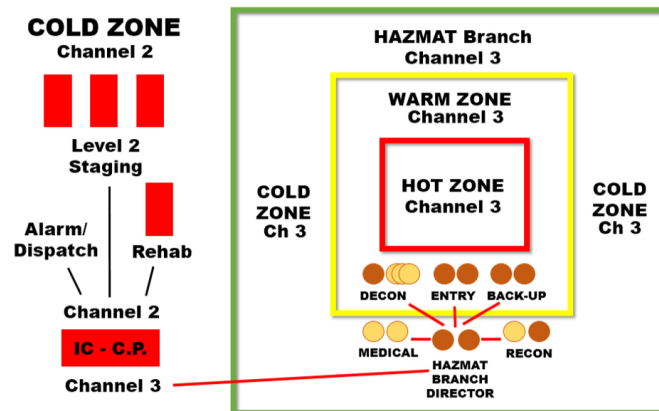 COLD ZONE
Channel 2
Level 2
Staging
Alarm/
Dispatch
Rehab
Channel 2
IC - C.P.
Channel 3
HAZMAT Branch
Channel 3
WARM ZONE
Channel 3
HOT ZONE
Channel 3
COLD
ZONE
Ch 3
COLD
ZONE
Ch 3
DECON
ENTRY
BACK-UP
MEDICAL
RECON
HAZMAT
BRANCH
DIRECTOR